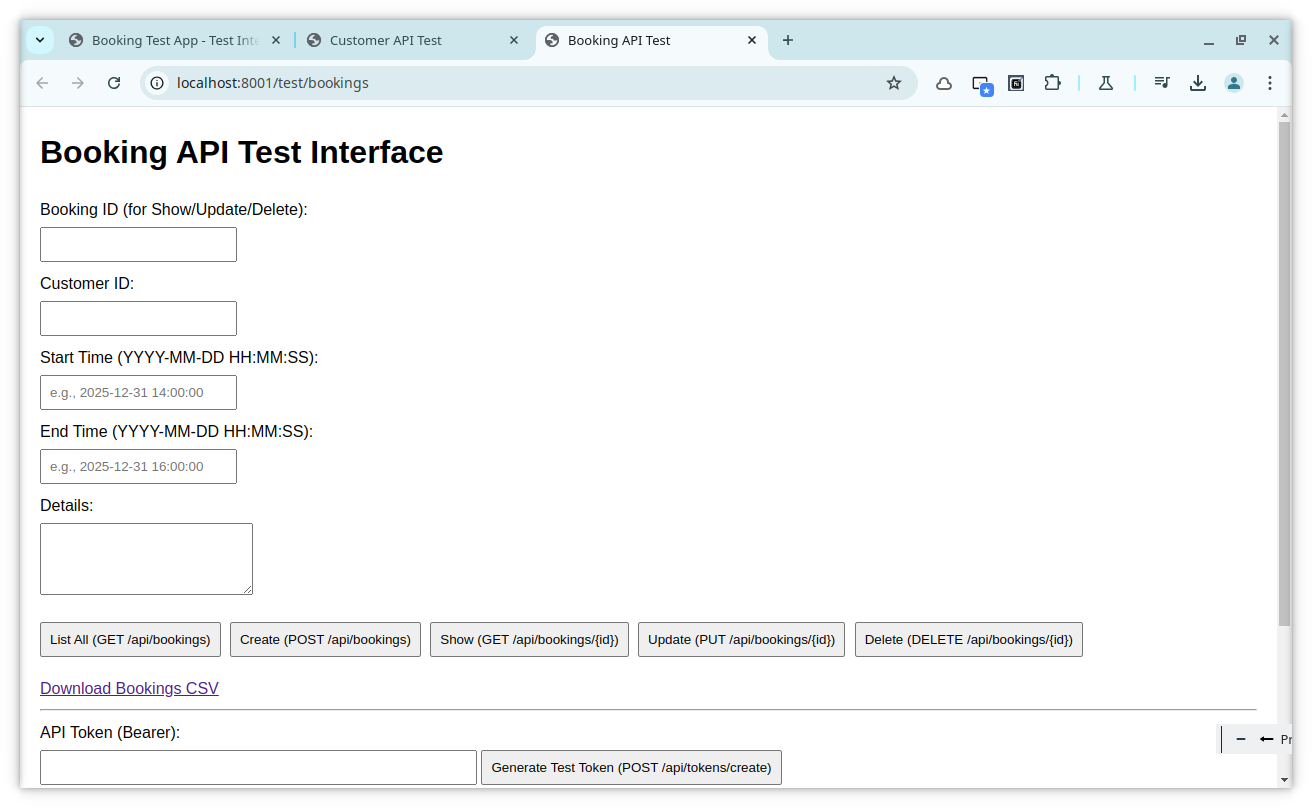 Booking Test App - Test Inte
Customer API Test
Booking API Test
localhost:8001/test/bookings
Booking API Test Interface
Booking ID (for Show/Update/Delete):
Customer ID:
Start Time (YYYY-MM-DD HH:MM:SS):
e.g., 2025-12-31 14:00:00
End Time (YYYY-MM-DD HH:MM:SS):
e.g., 2025-12-31 16:00:00
Details:
List All (GET /api/bookings) Create (POST /api/bookings) Show (GET /api/bookings/{id}) Update (PUT /api/bookings/{id}) Delete (DELETE /api/bookings/{id})
Download Bookings CSV
API Token (Bearer):
Pr
Generate Test Token (POST /api/tokens/create)